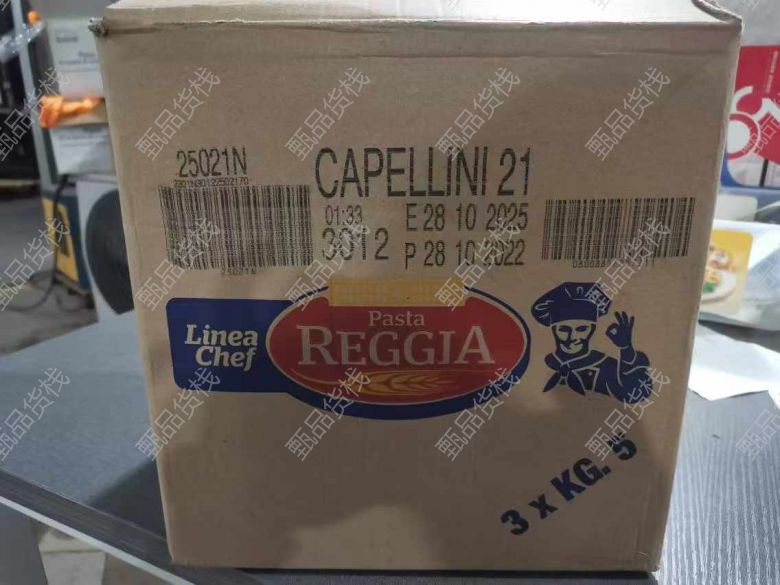 25021N
CAPELLINI 21
01:33
E 28 10 2025
3012
P 28 10 2022
25021N
Linea
Chef
Pasta
REGGIA
3 x KG. 5
甄品货栈